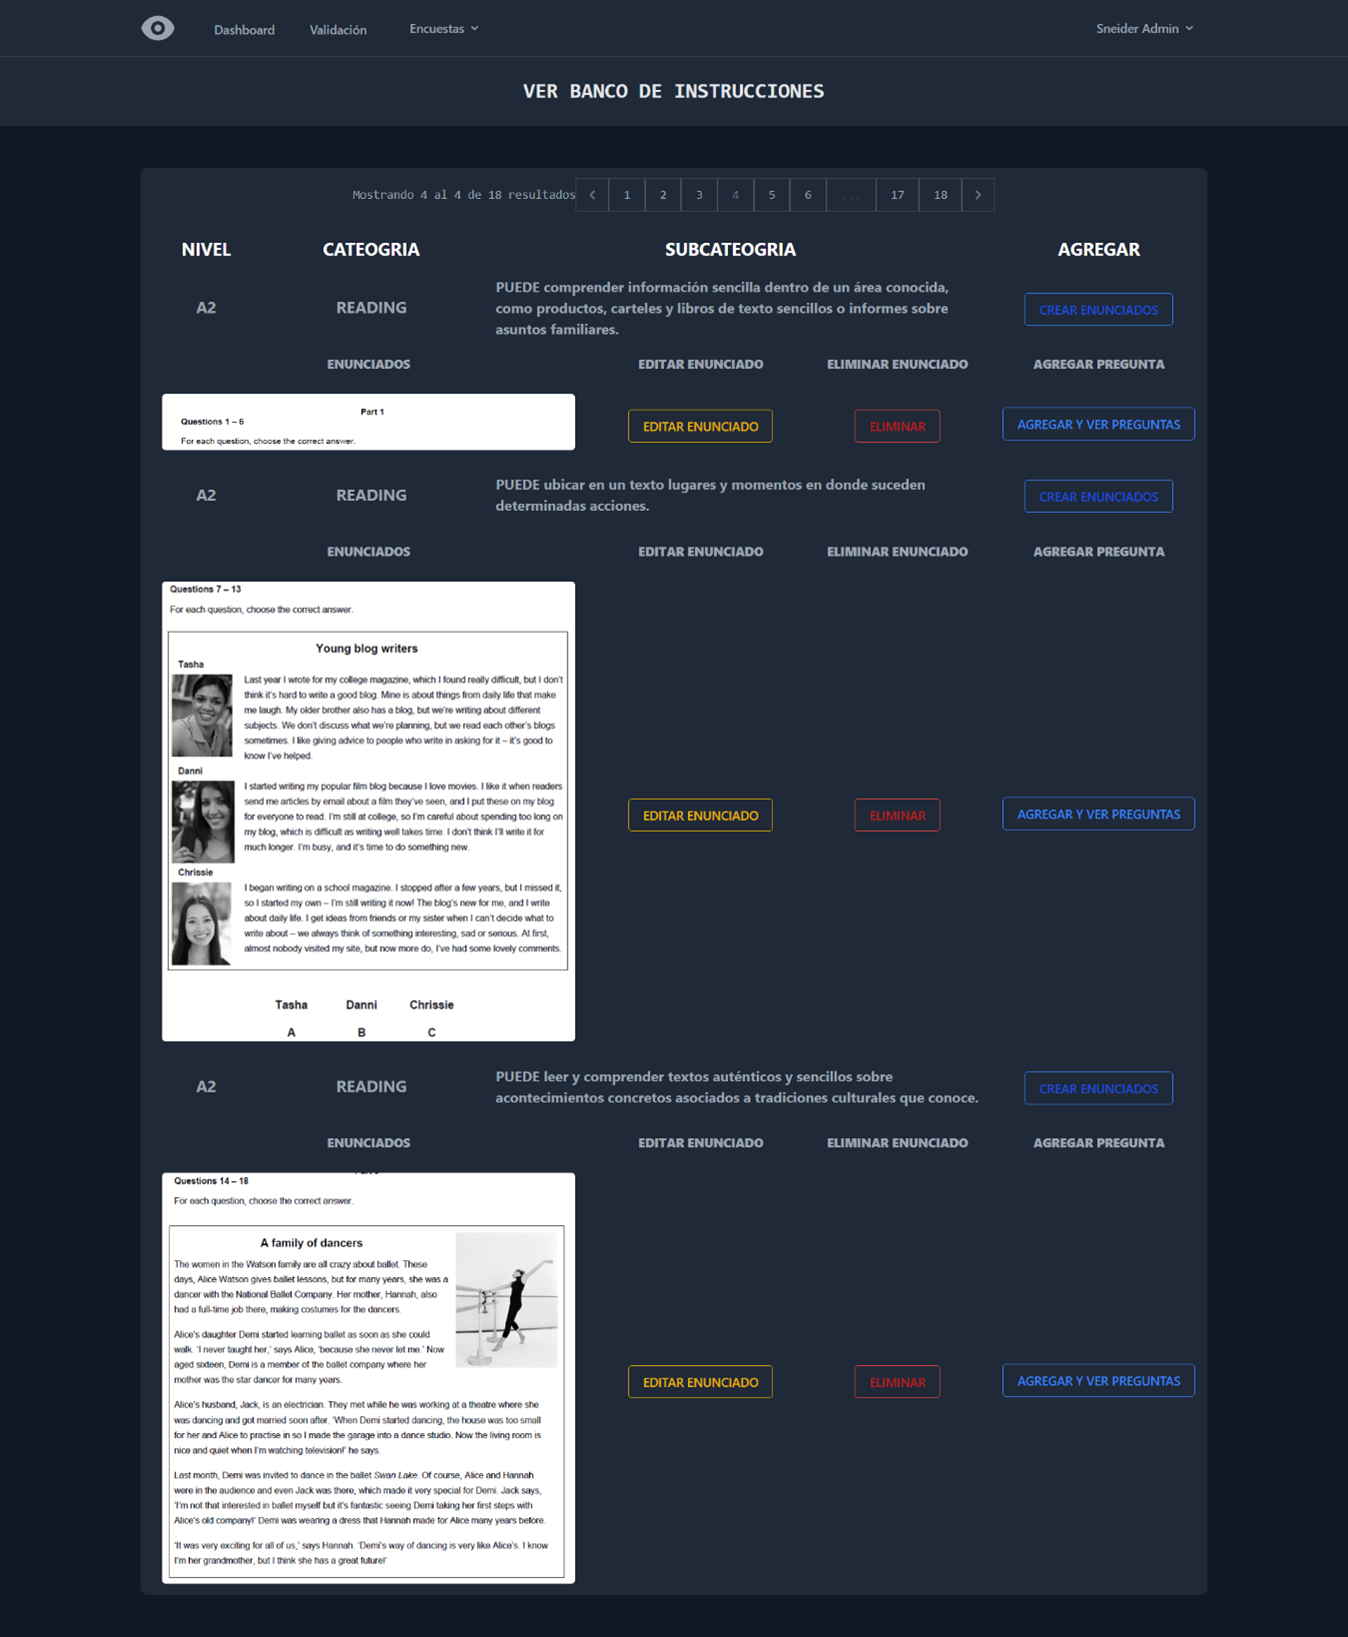 Dashboard Validación Encuestas Sneider Admin
VER BANCO DE INSTRUCCIONES
Mostrando 4 al 4 de 18 resultados 1 2 3 4 5 6 ... 17 18
NIVEL CATEOGRIA SUBCATEOGRIA AGREGAR
A2 READING
PUEDE comprender información sencilla dentro de un área conocida,
como productos, carteles y libros de texto sencillos o informes sobre
asuntos familiares.
CREAR ENUNCIADOS
ENUNCIADOS EDITAR ENUNCIADO ELIMINAR ENUNCIADO AGREGAR PREGUNTA
Part 1
Questions 1 – 6
For each question, choose the correct answer.
EDITAR ENUNCIADO ELIMINAR AGREGAR Y VER PREGUNTAS
A2 READING
PUEDE ubicar en un texto lugares y momentos en donde suceden
determinadas acciones.
CREAR ENUNCIADOS
ENUNCIADOS EDITAR ENUNCIADO ELIMINAR ENUNCIADO AGREGAR PREGUNTA
Questions 7 – 13
For each question, choose the correct answer.
Young blog writers
Tasha
Last year I wrote for my college magazine, which I found really difficult, but I don't
think it's hard to write a good blog. Mine is about things from daily life that make
me laugh. My older brother also has a blog, but we're writing about different
subjects. We don't discuss what we're planning, but we read each other's blogs
sometimes. I like giving advice to people who write in asking for it – it's good to
know I've helped.
Danni
I started writing my popular film blog because I love movies. I like it when readers
send me articles by email about a film they've seen, and I put these on my blog
for everyone to read. I'm still at college, so I'm careful about spending too long on
my blog, which is difficult as writing well takes time. I don't think I'll write it for
much longer. I'm busy, and it's time to do something new.
Chrissie
I began writing on a school magazine. I stopped after a few years, but I missed it,
so I started my own – I'm still writing it now! The blog's new for me, and I write
about daily life. I get ideas from friends or my sister when I can't decide what to
write about – we always think of something interesting, sad or serious. At first,
almost nobody visited my site, but now more do, I've had some lovely comments.
Tasha Danni Chrissie
A B C
EDITAR ENUNCIADO ELIMINAR AGREGAR Y VER PREGUNTAS
A2 READING
PUEDE leer y comprender textos auténticos y sencillos sobre
acontecimientos concretos asociados a tradiciones culturales que conoce.
CREAR ENUNCIADOS
ENUNCIADOS EDITAR ENUNCIADO ELIMINAR ENUNCIADO AGREGAR PREGUNTA
Questions 14 – 18
For each question, choose the correct answer.
A family of dancers
The women in the Watson family are all crazy about ballet. These
days, Alice Watson gives ballet lessons, but for many years, she was a
dancer with the National Ballet Company. Her mother, Hannah, also
had a full-time job there, making costumes for the dancers.
Alice's daughter Demi started learning ballet as soon as she could
walk. 'I never taught her,' says Alice, 'because she never let me.' Now
aged sixteen, Demi is a member of the ballet company where her
mother was the star dancer for many years.
Alice's husband, Jack, is an electrician. They met while he was working at a theatre where she
was dancing and got married soon after. 'When Demi started dancing, the house was too small
for her and Alice to practise in so I made the garage into a dance studio. Now the living room is
nice and quiet when I'm watching television!' he says.
Last month, Demi was invited to dance in the ballet Swan Lake. Of course, Alice and Hannah
were in the audience and even Jack was there, which made it very special for Demi. Jack says,
'I'm not that interested in ballet myself but it's fantastic seeing Demi taking her first steps with
Alice's old company!' Demi was wearing a dress that Hannah made for Alice many years before.
'It was very exciting for all of us,' says Hannah. 'Demi's way of dancing is very like Alice's. I know
I'm her grandmother, but I think she has a great future!'
EDITAR ENUNCIADO ELIMINAR AGREGAR Y VER PREGUNTAS